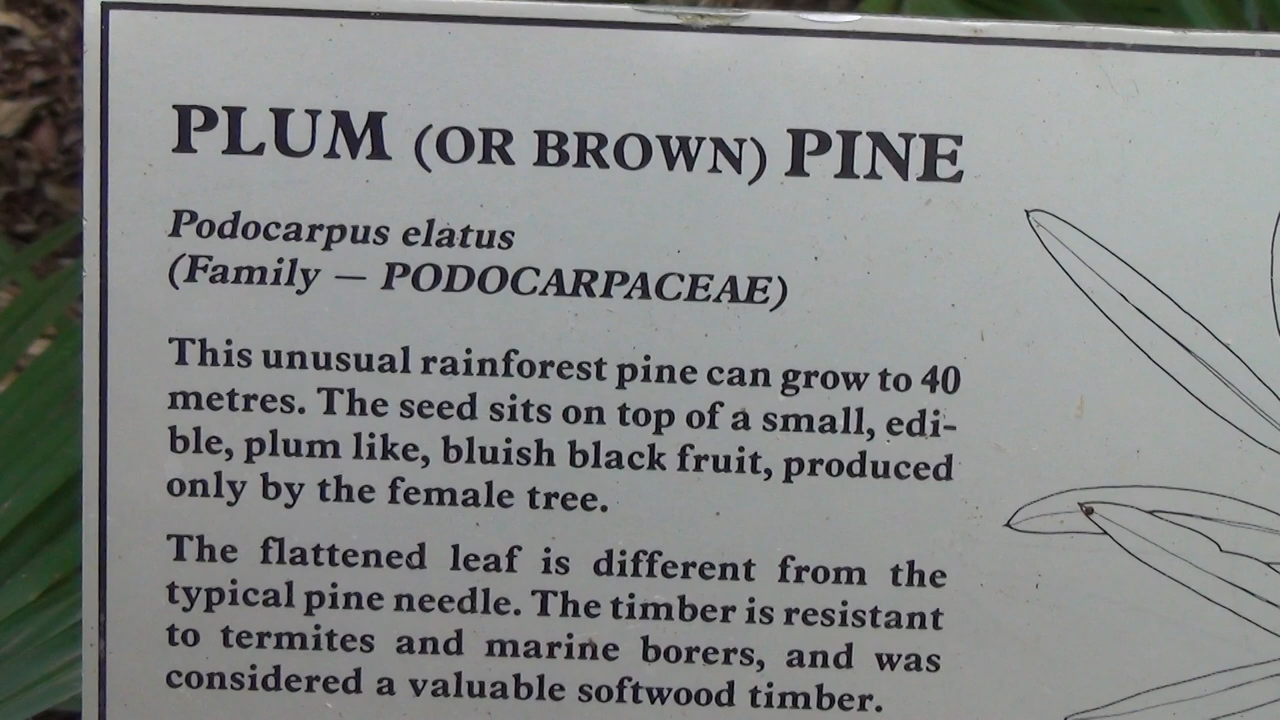 PLUM (OR BROWN) PINE
Podocarpus elatus
(Family — PODOCARPACEAE)
This unusual rainforest pine can grow to 40
metres. The seed sits on top of a small, edi-
ble, plum like, bluish black fruit, produced
only by the female tree.
The flattened leaf is different from the
typical pine needle. The timber is resistant
to termites and marine borers, and was
considered a valuable softwood timber.